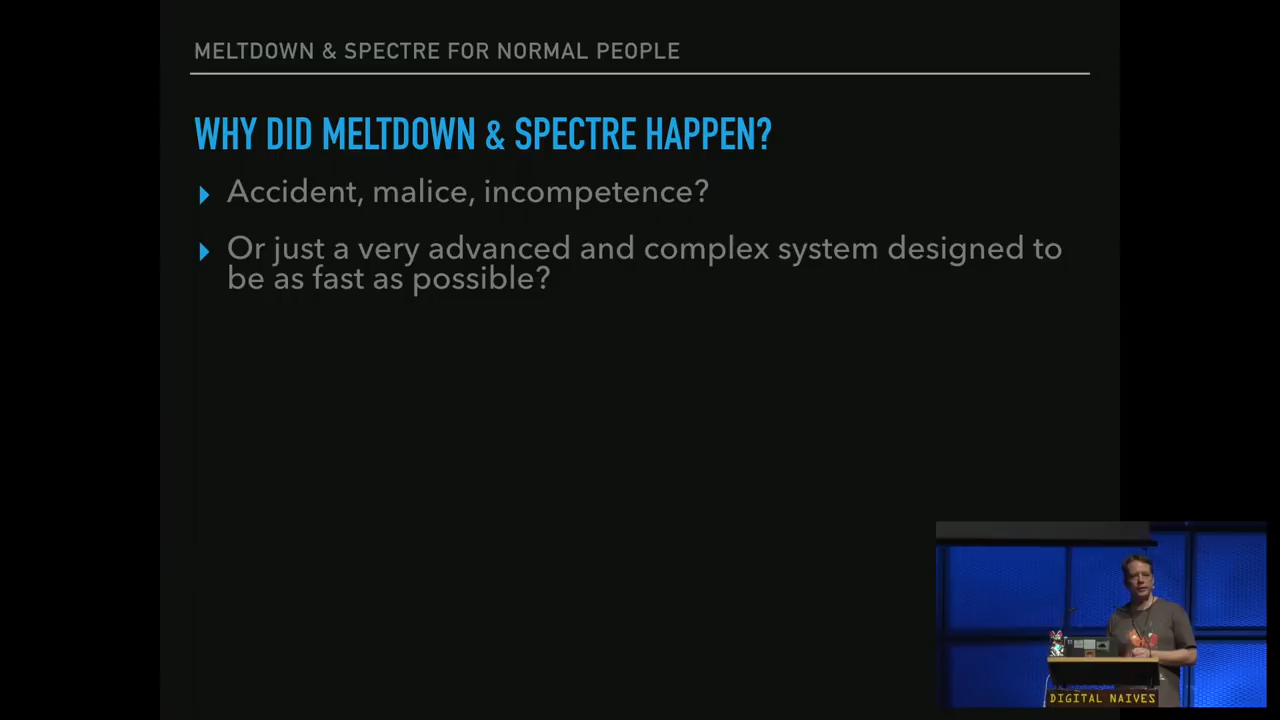 MELTDOWN & SPECTRE FOR NORMAL PEOPLE
WHY DID MELTDOWN & SPECTRE HAPPEN?
Accident, malice, incompetence?
Or just a very advanced and complex system designed to
be as fast as possible?
DIGITAL NAIVES